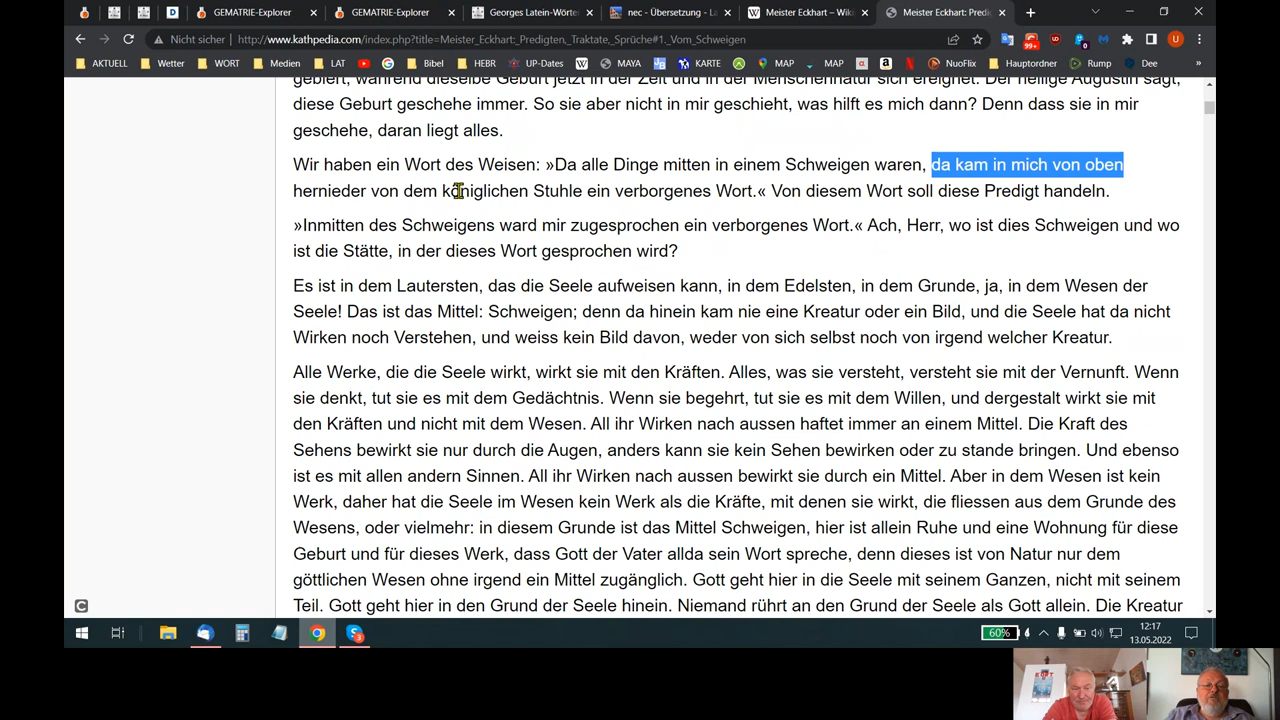 GEMATRIE-Explorer
GEMATRIE-Explorer
Georges Latein-Wört
nec - Übersetzung - La
Meister Eckhart – Wiki
Meister Eckhart: Predi
Nicht sicher | http://www.kathpedia.com/index.php?title=Meister_Eckhart:_Predigten,_Traktate,_Sprüche#1._Vom_Schweigen
AKTUELL Wetter WORT Medien LAT Bibel HEBR UP-Dates MAYA KARTE MAP MAP NuoFlix Hauptordner Rump Dee »
gebiert, während dieselbe Geburt jetzt in der Zeit und in der Menschennatur sich ereignet. Der heilige Augustin sagt,
diese Geburt geschehe immer. So sie aber nicht in mir geschieht, was hilft es mich dann? Denn dass sie in mir
geschehe, daran liegt alles.
Wir haben ein Wort des Weisen: »Da alle Dinge mitten in einem Schweigen waren, da kam in mich von oben
hernieder von dem königlichen Stuhle ein verborgenes Wort.« Von diesem Wort soll diese Predigt handeln.
»Inmitten des Schweigens ward mir zugesprochen ein verborgenes Wort.« Ach, Herr, wo ist dies Schweigen und wo
ist die Stätte, in der dieses Wort gesprochen wird?
Es ist in dem Lautersten, das die Seele aufweisen kann, in dem Edelsten, in dem Grunde, ja, in dem Wesen der
Seele! Das ist das Mittel: Schweigen; denn da hinein kam nie eine Kreatur oder ein Bild, und die Seele hat da nicht
Wirken noch Verstehen, und weiss kein Bild davon, weder von sich selbst noch von irgend welcher Kreatur.
Alle Werke, die die Seele wirkt, wirkt sie mit den Kräften. Alles, was sie versteht, versteht sie mit der Vernunft. Wenn
sie denkt, tut sie es mit dem Gedächtnis. Wenn sie begehrt, tut sie es mit dem Willen, und dergestalt wirkt sie mit
den Kräften und nicht mit dem Wesen. All ihr Wirken nach aussen haftet immer an einem Mittel. Die Kraft des
Sehens bewirkt sie nur durch die Augen, anders kann sie kein Sehen bewirken oder zu stande bringen. Und ebenso
ist es mit allen andern Sinnen. All ihr Wirken nach aussen bewirkt sie durch ein Mittel. Aber in dem Wesen ist kein
Werk, daher hat die Seele im Wesen kein Werk als die Kräfte, mit denen sie wirkt, die fliessen aus dem Grunde des
Wesens, oder vielmehr: in diesem Grunde ist das Mittel Schweigen, hier ist allein Ruhe und eine Wohnung für diese
Geburt und für dieses Werk, dass Gott der Vater allda sein Wort spreche, denn dieses ist von Natur nur dem
göttlichen Wesen ohne irgend ein Mittel zugänglich. Gott geht hier in die Seele mit seinem Ganzen, nicht mit seinem
Teil. Gott geht hier in den Grund der Seele hinein. Niemand rührt an den Grund der Seele als Gott allein. Die Kreatur
60%
12:17
13.05.2022